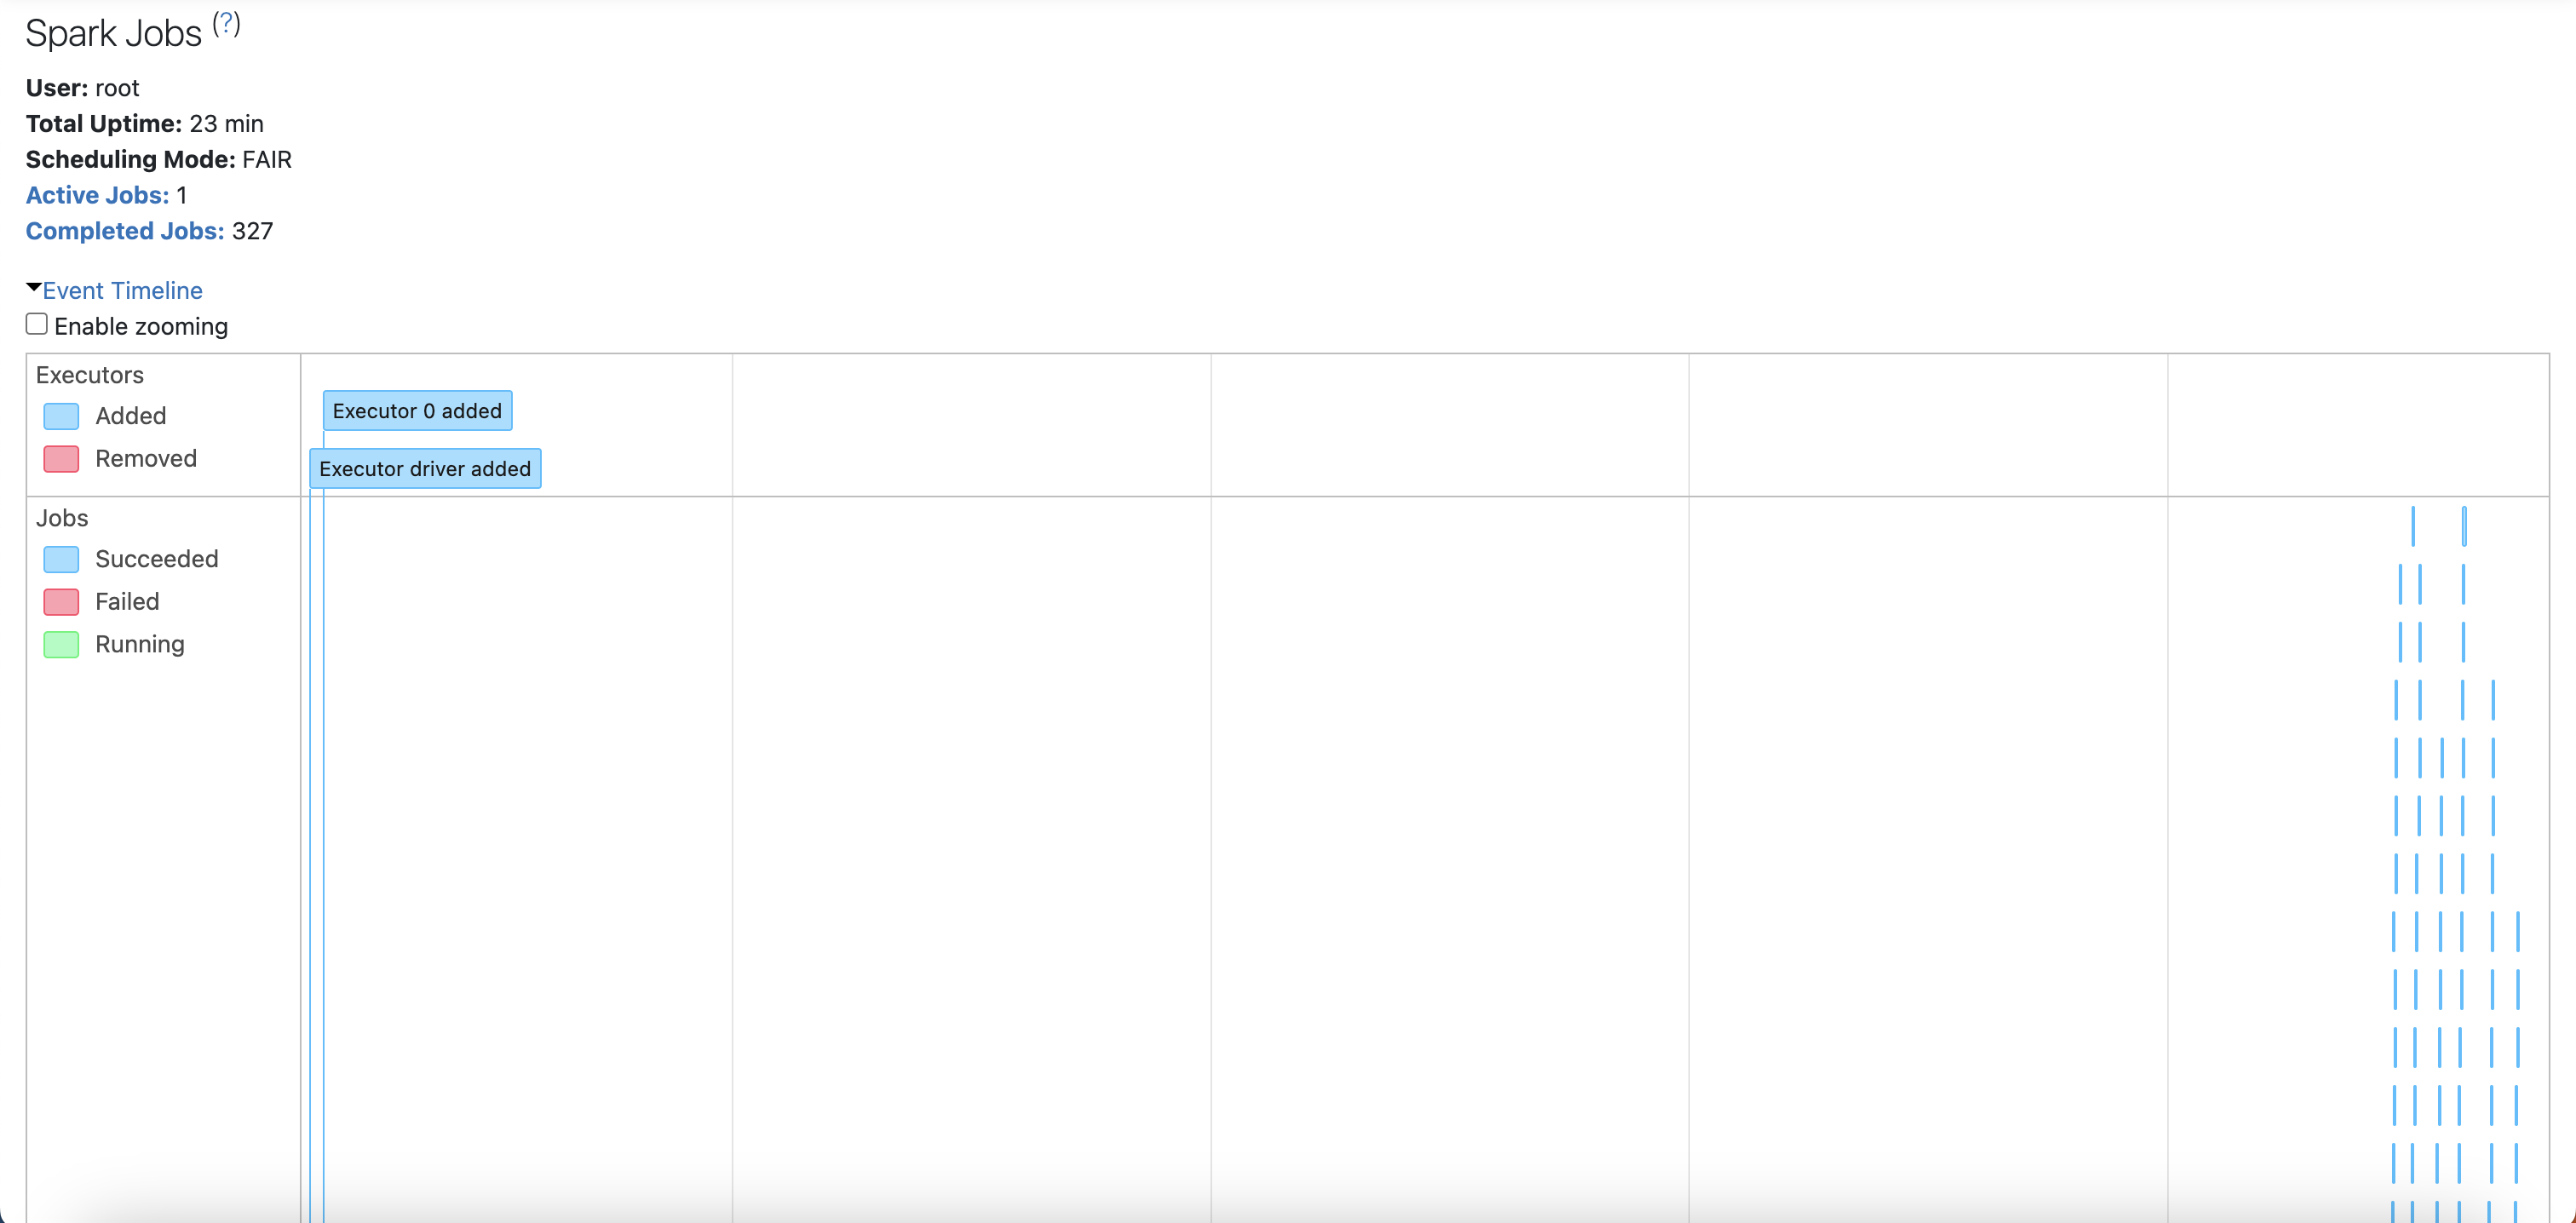 Spark Jobs (?)
User: root
Total Uptime: 23 min
Scheduling Mode: FAIR
Active Jobs: 1
Completed Jobs: 327
Event Timeline
Enable zooming
Executors
Added
Removed
Executor 0 added
Executor driver added
Jobs
Succeeded
Failed
Running